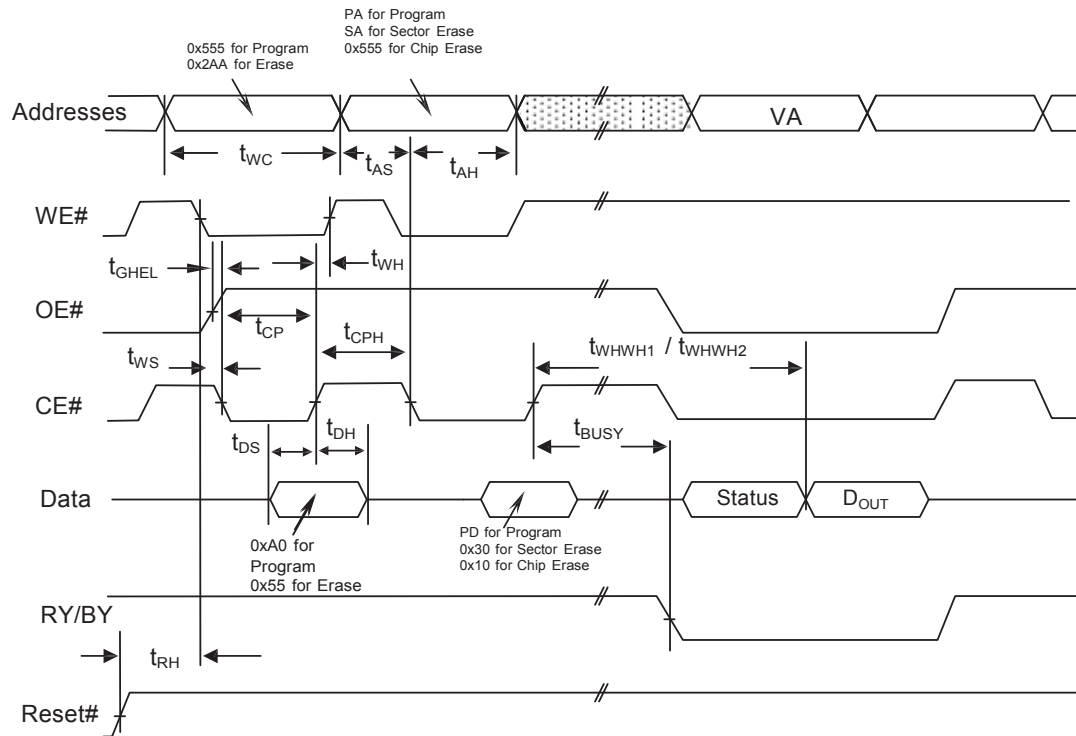 PA for Program
SA for Sector Erase
0x555 for Chip Erase
0x555 for Program
0x2AA for Erase
Addresses
VA
tWC
tAS
tAH
WE#
tGHEL
tWH
OE#
tCP
tCPH
tWHWH1 / tWHWH2
tWS
CE#
tDS
tDH
tBUSY
Data
Status
DOUT
0xA0 for
Program
0x55 for Erase
PD for Program
0x30 for Sector Erase
0x10 for Chip Erase
RY/BY
tRH
Reset#